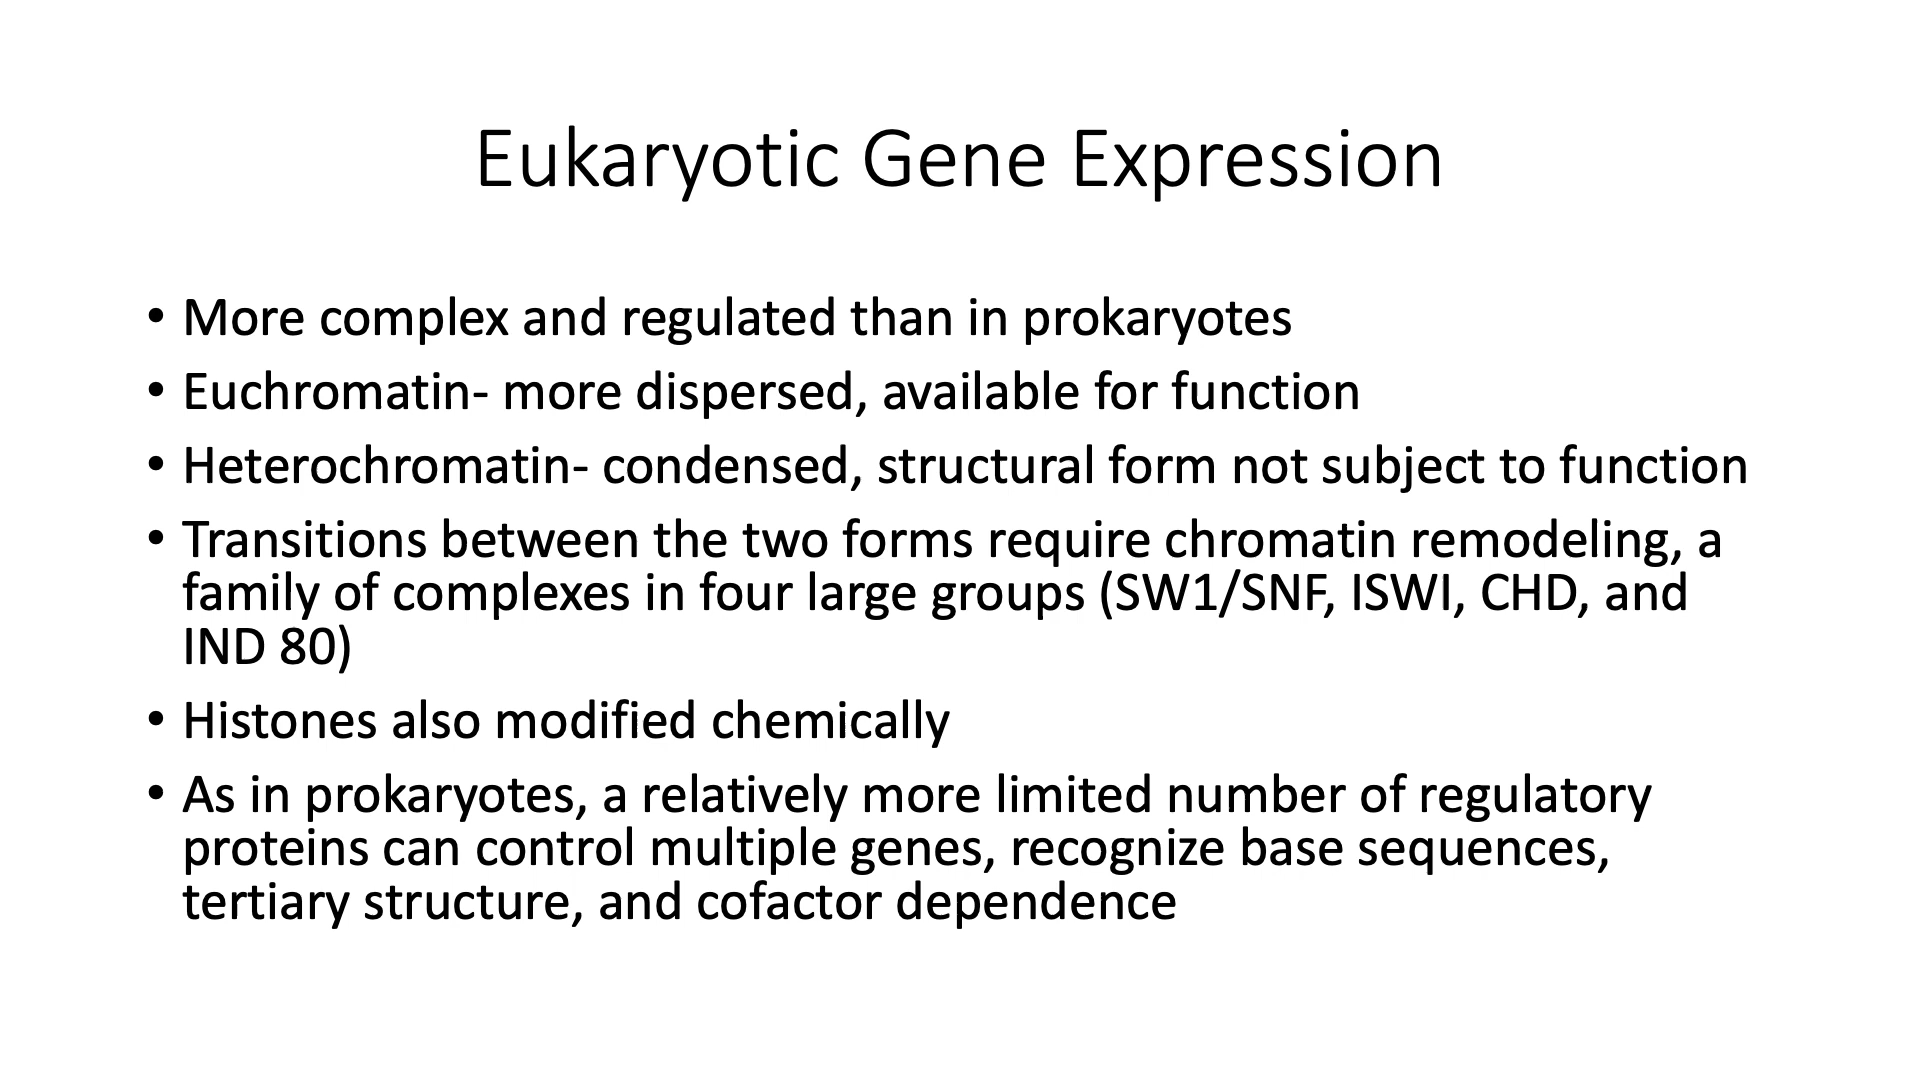 Eukaryotic Gene Expression
• More complex and regulated than in prokaryotes
• Euchromatin- more dispersed, available for function
• Heterochromatin- condensed, structural form not subject to function
• Transitions between the two forms require chromatin remodeling, a
family of complexes in four large groups (SW1/SNF, ISWI, CHD, and
IND 80)
• Histones also modified chemically
• As in prokaryotes, a relatively more limited number of regulatory
proteins can control multiple genes, recognize base sequences,
tertiary structure, and cofactor dependence